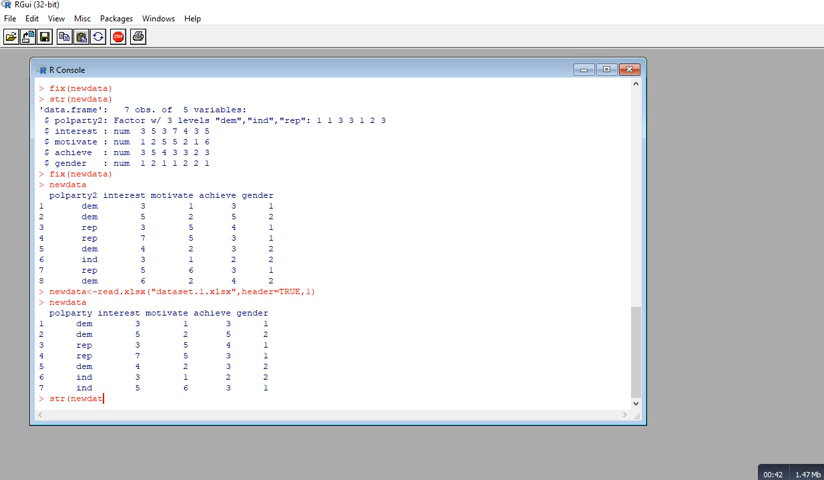 RGui (32-bit)
File Edit View Misc Packages Windows Help
STOP
R Console
> fix(newdata)
> str(newdata)
'data.frame':   7 obs. of  5 variables:
 $ polparty2: Factor w/ 3 levels "dem","ind","rep": 1 1 3 3 1 2 3
 $ interest : num  3 5 3 7 4 3 5
 $ motivate : num  1 2 5 5 2 1 6
 $ achieve  : num  3 5 4 3 3 2 3
 $ gender   : num  1 2 1 1 2 2 1
> fix(newdata)
> newdata
  polparty2 interest motivate achieve gender
1       dem        3        1       3      1
2       dem        5        2       5      2
3       rep        3        5       4      1
4       rep        7        5       3      1
5       dem        4        2       3      2
6       ind        3        1       2      2
7       rep        5        6       3      1
8       dem        6        2       4      2
> newdata<-read.xlsx("dataset.1.xlsx",header=TRUE,1)
> newdata
  polparty interest motivate achieve gender
1      dem        3        1       3      1
2      dem        5        2       5      2
3      rep        3        5       4      1
4      rep        7        5       3      1
5      dem        4        2       3      2
6      ind        3        1       2      2
7      ind        5        6       3      1
> str(newdat
00:42 1.47 Mb